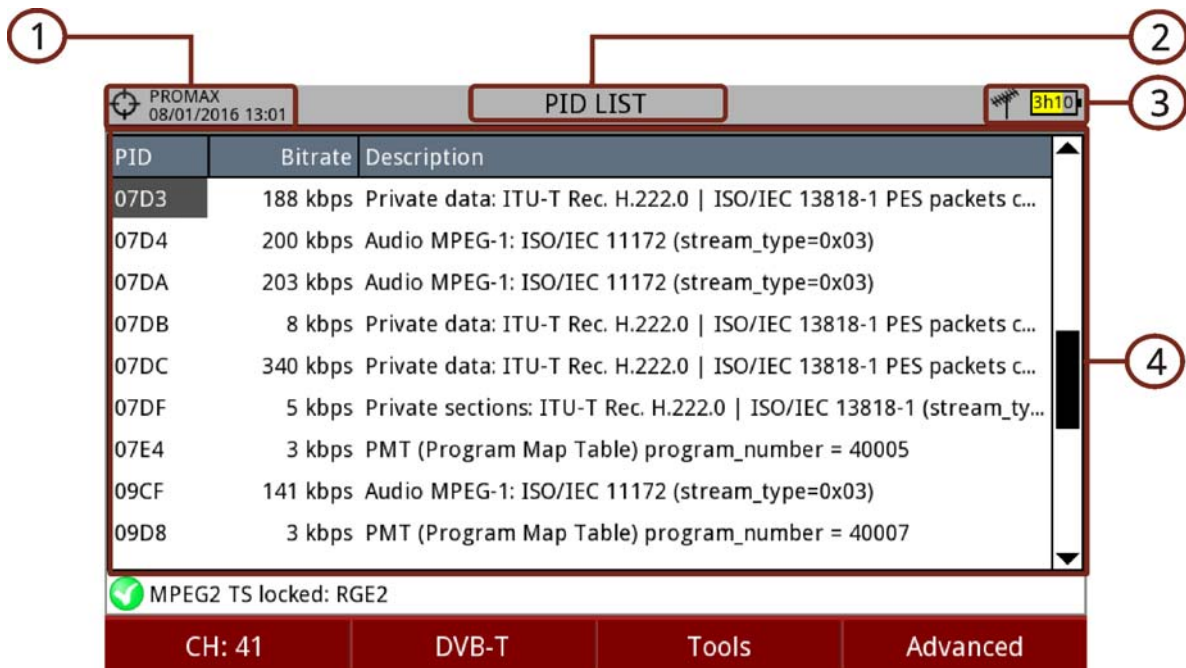 1
2
PROMAX
08/01/2016 13:01
PID LIST
3h10
3
PID Bitrate Description
07D3 188 kbps Private data: ITU-T Rec. H.222.0 | ISO/IEC 13818-1 PES packets c...
07D4 200 kbps Audio MPEG-1: ISO/IEC 11172 (stream_type=0x03)
07DA 203 kbps Audio MPEG-1: ISO/IEC 11172 (stream_type=0x03)
07DB 8 kbps Private data: ITU-T Rec. H.222.0 | ISO/IEC 13818-1 PES packets c...
07DC 340 kbps Private data: ITU-T Rec. H.222.0 | ISO/IEC 13818-1 PES packets c...
4
07DF 5 kbps Private sections: ITU-T Rec. H.222.0 | ISO/IEC 13818-1 (stream_ty...
07E4 3 kbps PMT (Program Map Table) program_number = 40005
09CF 141 kbps Audio MPEG-1: ISO/IEC 11172 (stream_type=0x03)
09D8 3 kbps PMT (Program Map Table) program_number = 40007
MPEG2 TS locked: RGE2
CH: 41 DVB-T Tools Advanced